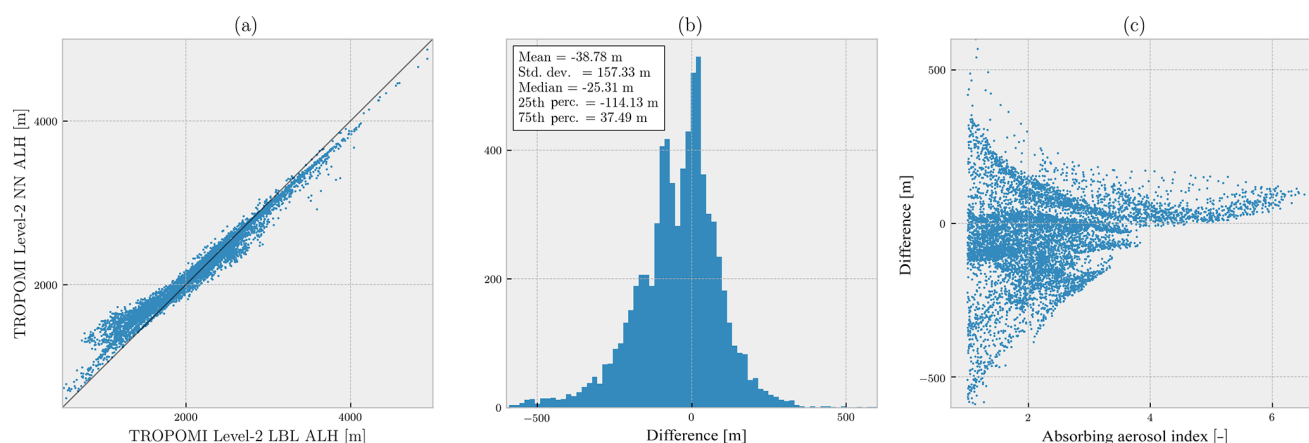 (a)
TROPOMI Level-2 NN ALH [m]
4000
2000
2000 4000
TROPOMI Level-2 LBL ALH [m]
(b)
Mean = -38.78 m
Std. dev. = 157.33 m
Median = -25.31 m
25th perc. = -114.13 m
75th perc. = 37.49 m
400
200
0
−500 0 500
Difference [m]
(c)
Difference [m]
500
0
−500
2 4 6
Absorbing aerosol index [-]